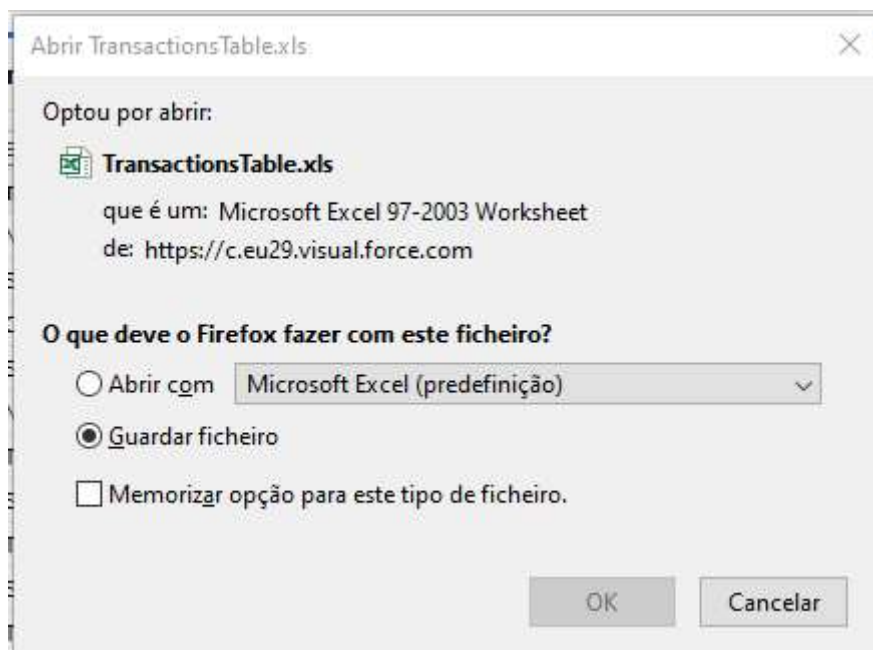 Abrir TransactionsTable.xls
Optou por abrir:
TransactionsTable.xls
que é um: Microsoft Excel 97-2003 Worksheet
de: https://c.eu29.visual.force.com
O que deve o Firefox fazer com este ficheiro?
Abrir com Microsoft Excel (predefinição)
Guardar ficheiro
Memorizar opção para este tipo de ficheiro.
OK Cancelar